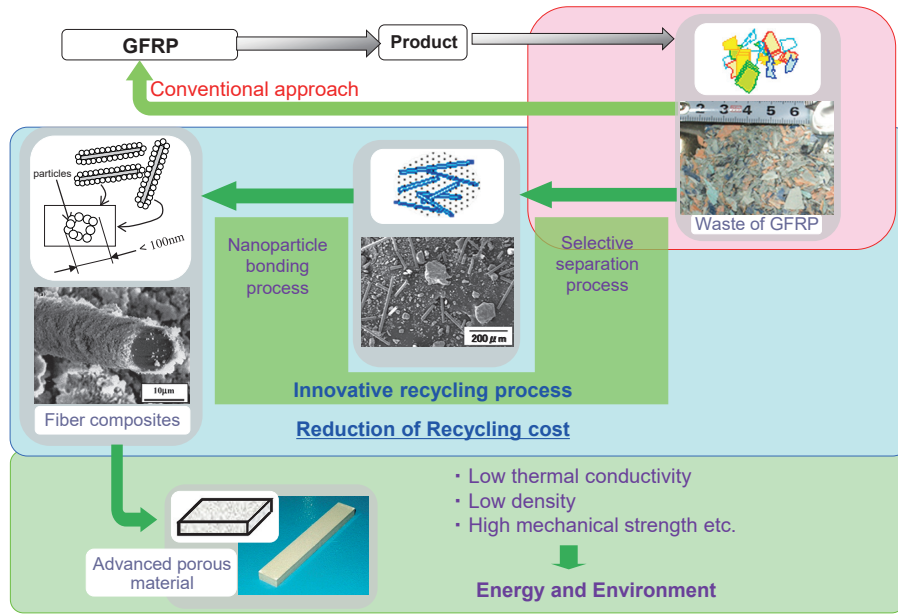 GFRP
Product
Conventional approach
2 3 4 5 6
Waste of GFRP
particles
< 100nm
Nanoparticle
bonding
process
Selective
separation
process
200μm
10μm
Fiber composites
Innovative recycling process
Reduction of Recycling cost
・Low thermal conductivity
・Low density
・High mechanical strength etc.
Advanced porous
material
Energy and Environment